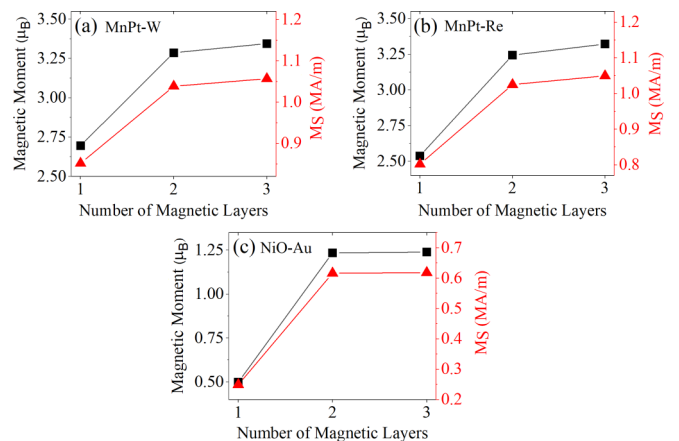 (a) MnPt-W
Magnetic Moment (μB)
3.50
3.25
3.00
2.75
2.50
1.2
1.1
1.0
0.9
MS (MA/m)
1 2 3
Number of Magnetic Layers
(b) MnPt-Re
Magnetic Moment (μB)
3.50
3.25
3.00
2.75
2.50
1.2
1.1
1.0
0.9
0.8
MS (MA/m)
1 2 3
Number of Magnetic Layers
(c) NiO-Au
Magnetic Moment (μB)
1.25
1.00
0.75
0.50
0.7
0.6
0.5
0.4
0.3
0.2
MS (MA/m)
1 2 3
Number of Magnetic Layers